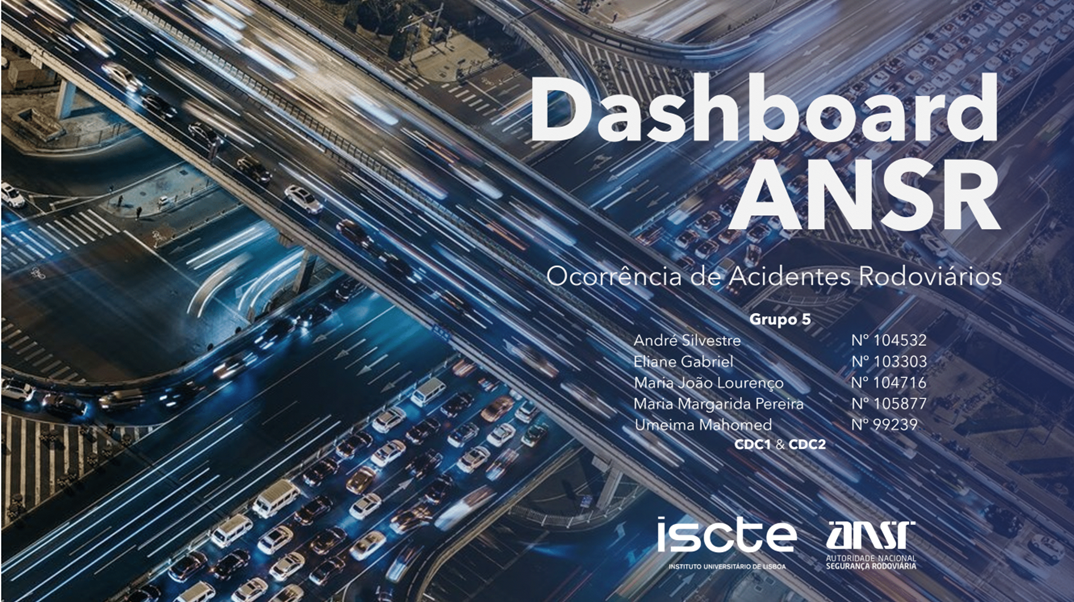 Dashboard
ANSR
Ocorrência de Acidentes Rodoviários
Grupo 5
André Silvestre Nº 104532
Eliane Gabriel Nº 103303
Maria João Lourenço Nº 104716
Maria Margarida Pereira Nº 105877
Umeima Mahomed Nº 99239
CDC1 & CDC2
iscte
INSTITUTO UNIVERSITÁRIO DE LISBOA
ansr
AUTORIDADE NACIONAL
SEGURANÇA RODOVIÁRIA